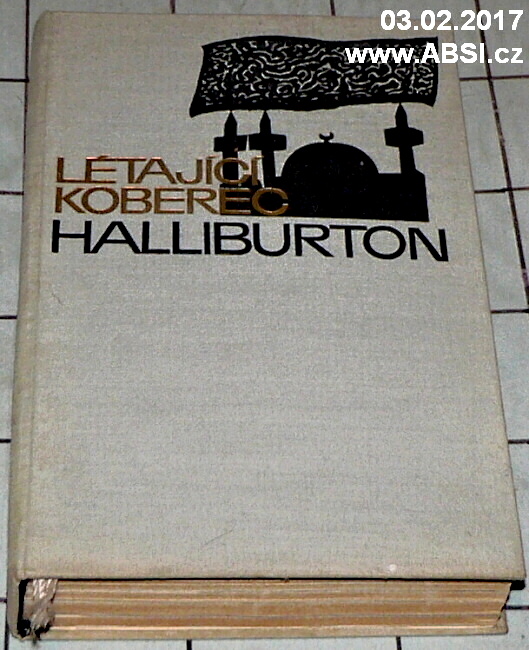 03.02.2017
www.ABSI.cz
LÉTAJÍCÍ
KOBEREC
HALLIBURTON